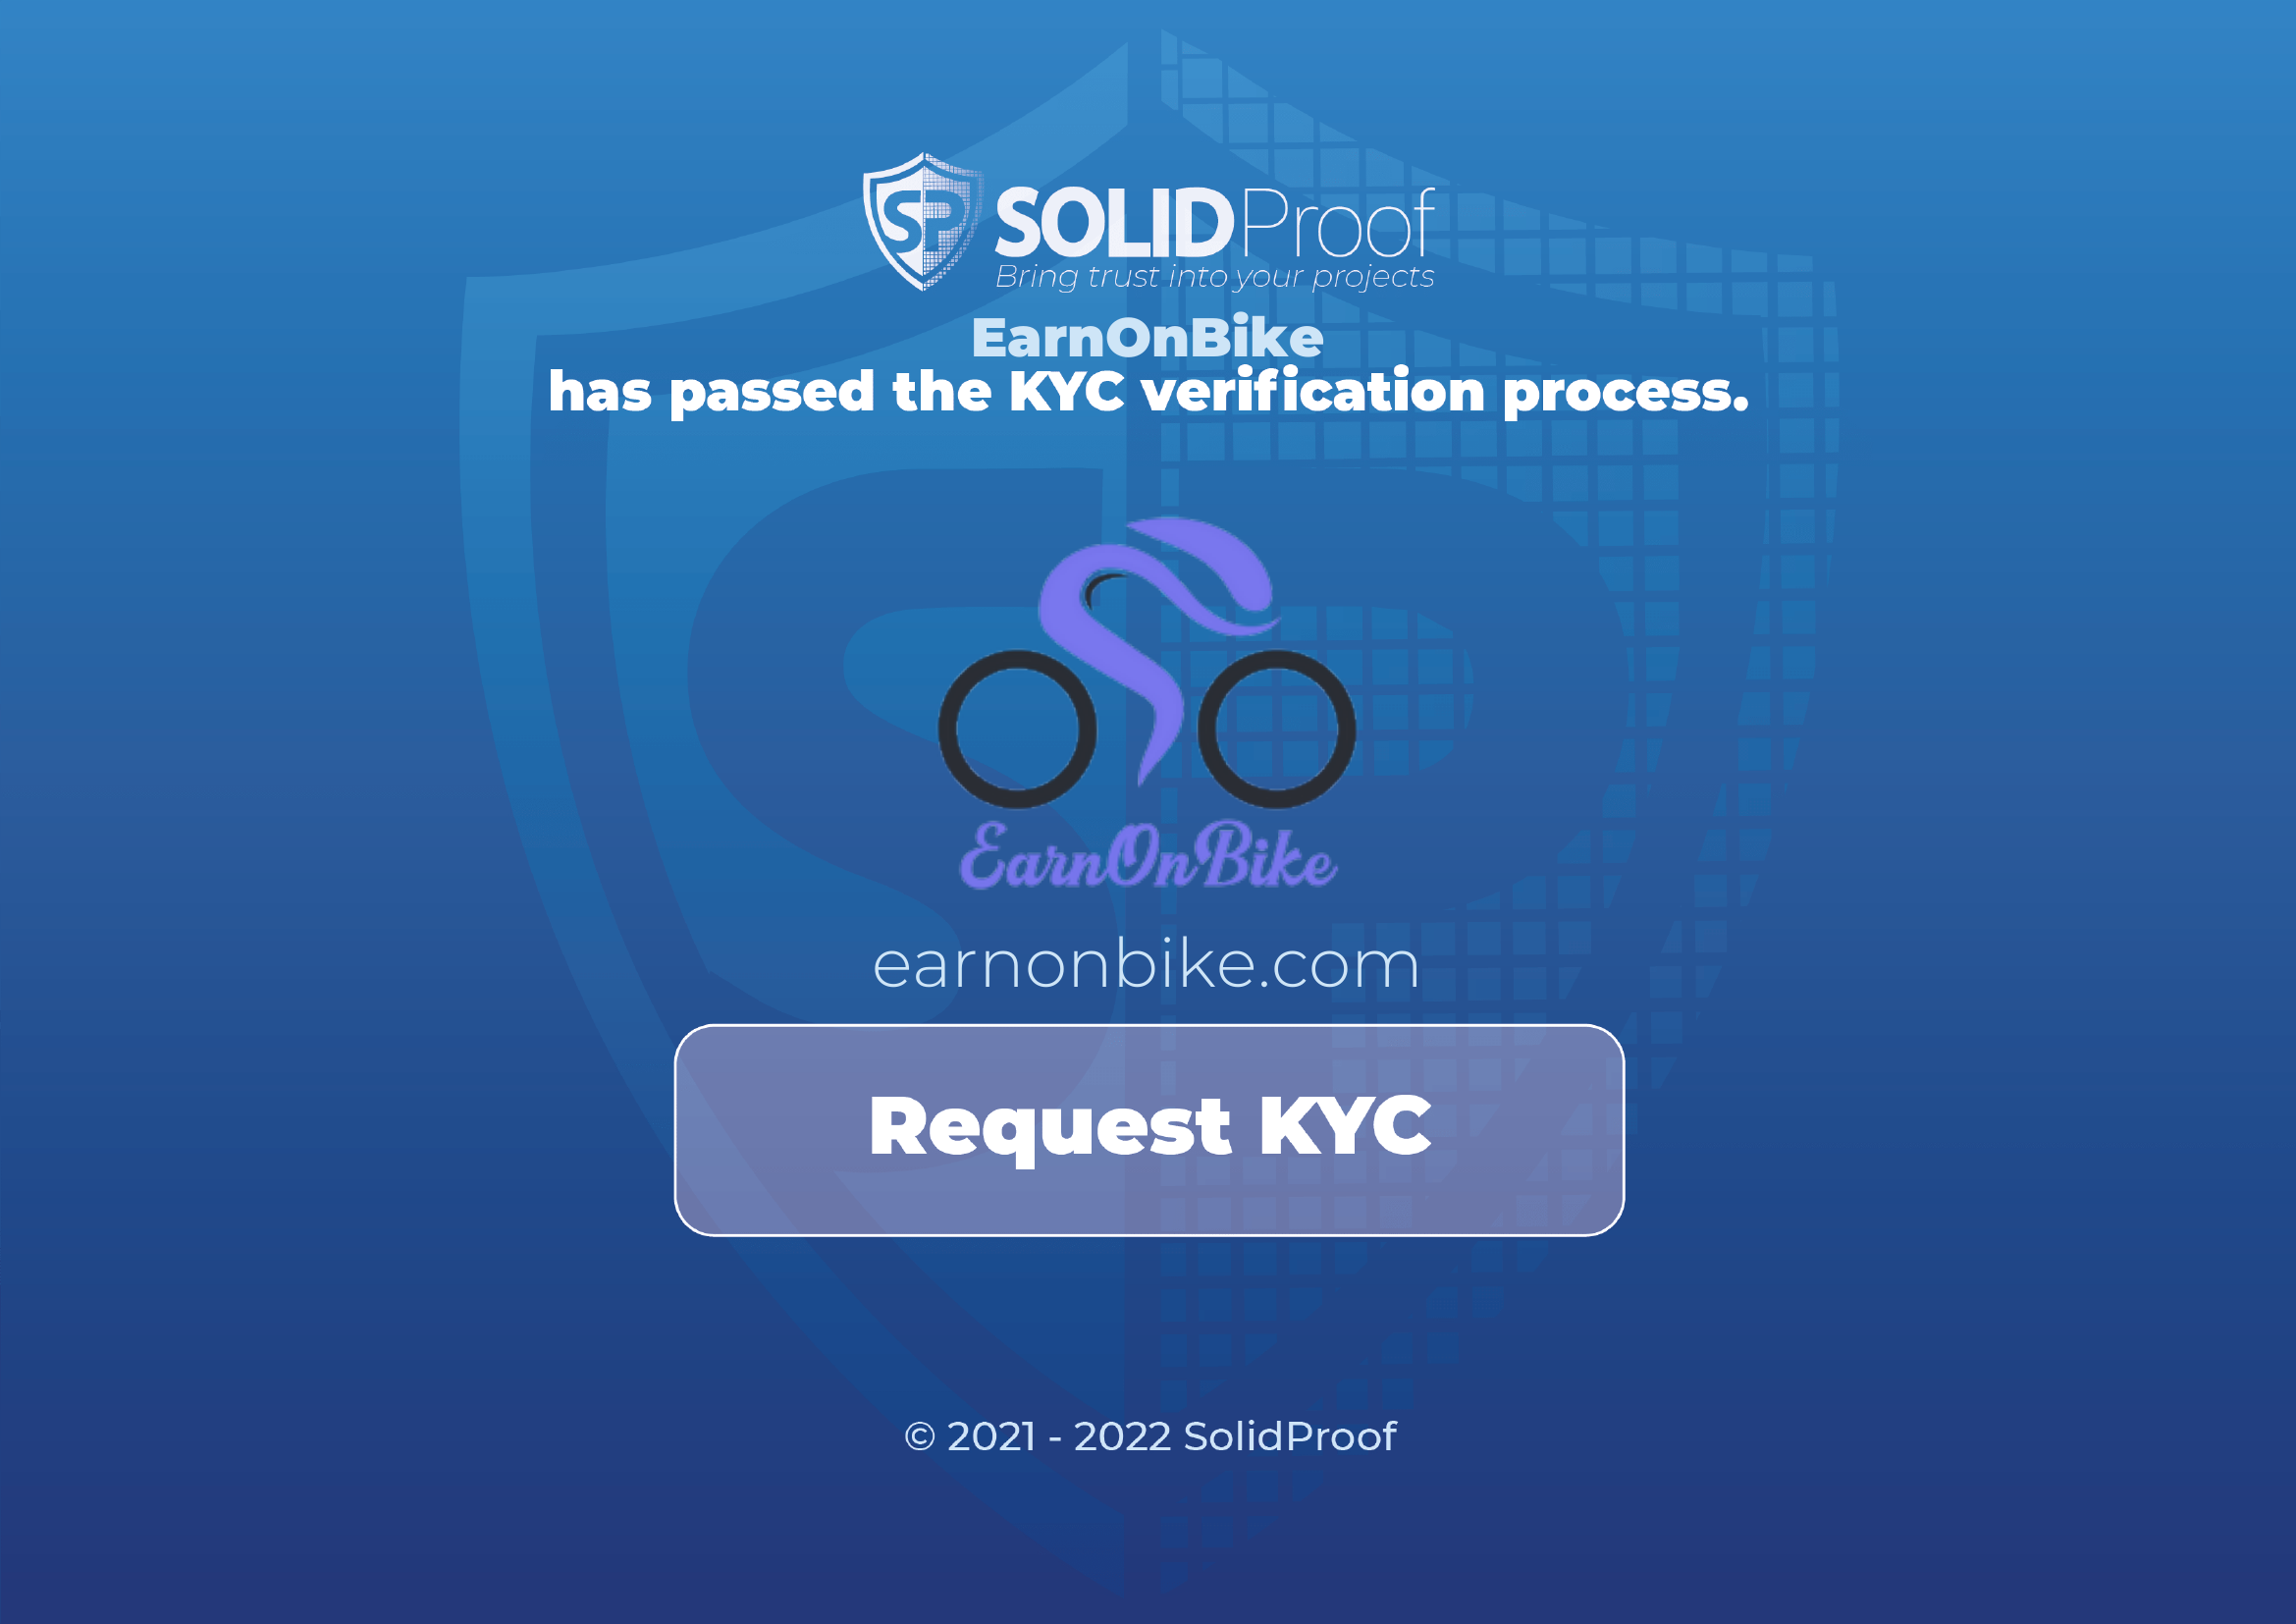 SP SOLIDProof
Bring trust into your projects
EarnOnBike
has passed the KYC verification process.
EarnOnBike
earnonbike.com
Request KYC
© 2021 - 2022 SolidProof